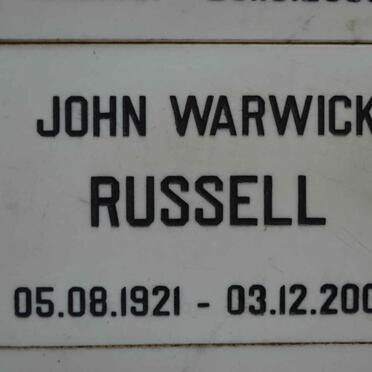 JOHN WARWICK
RUSSELL
05.08.1921 - 03.12.200